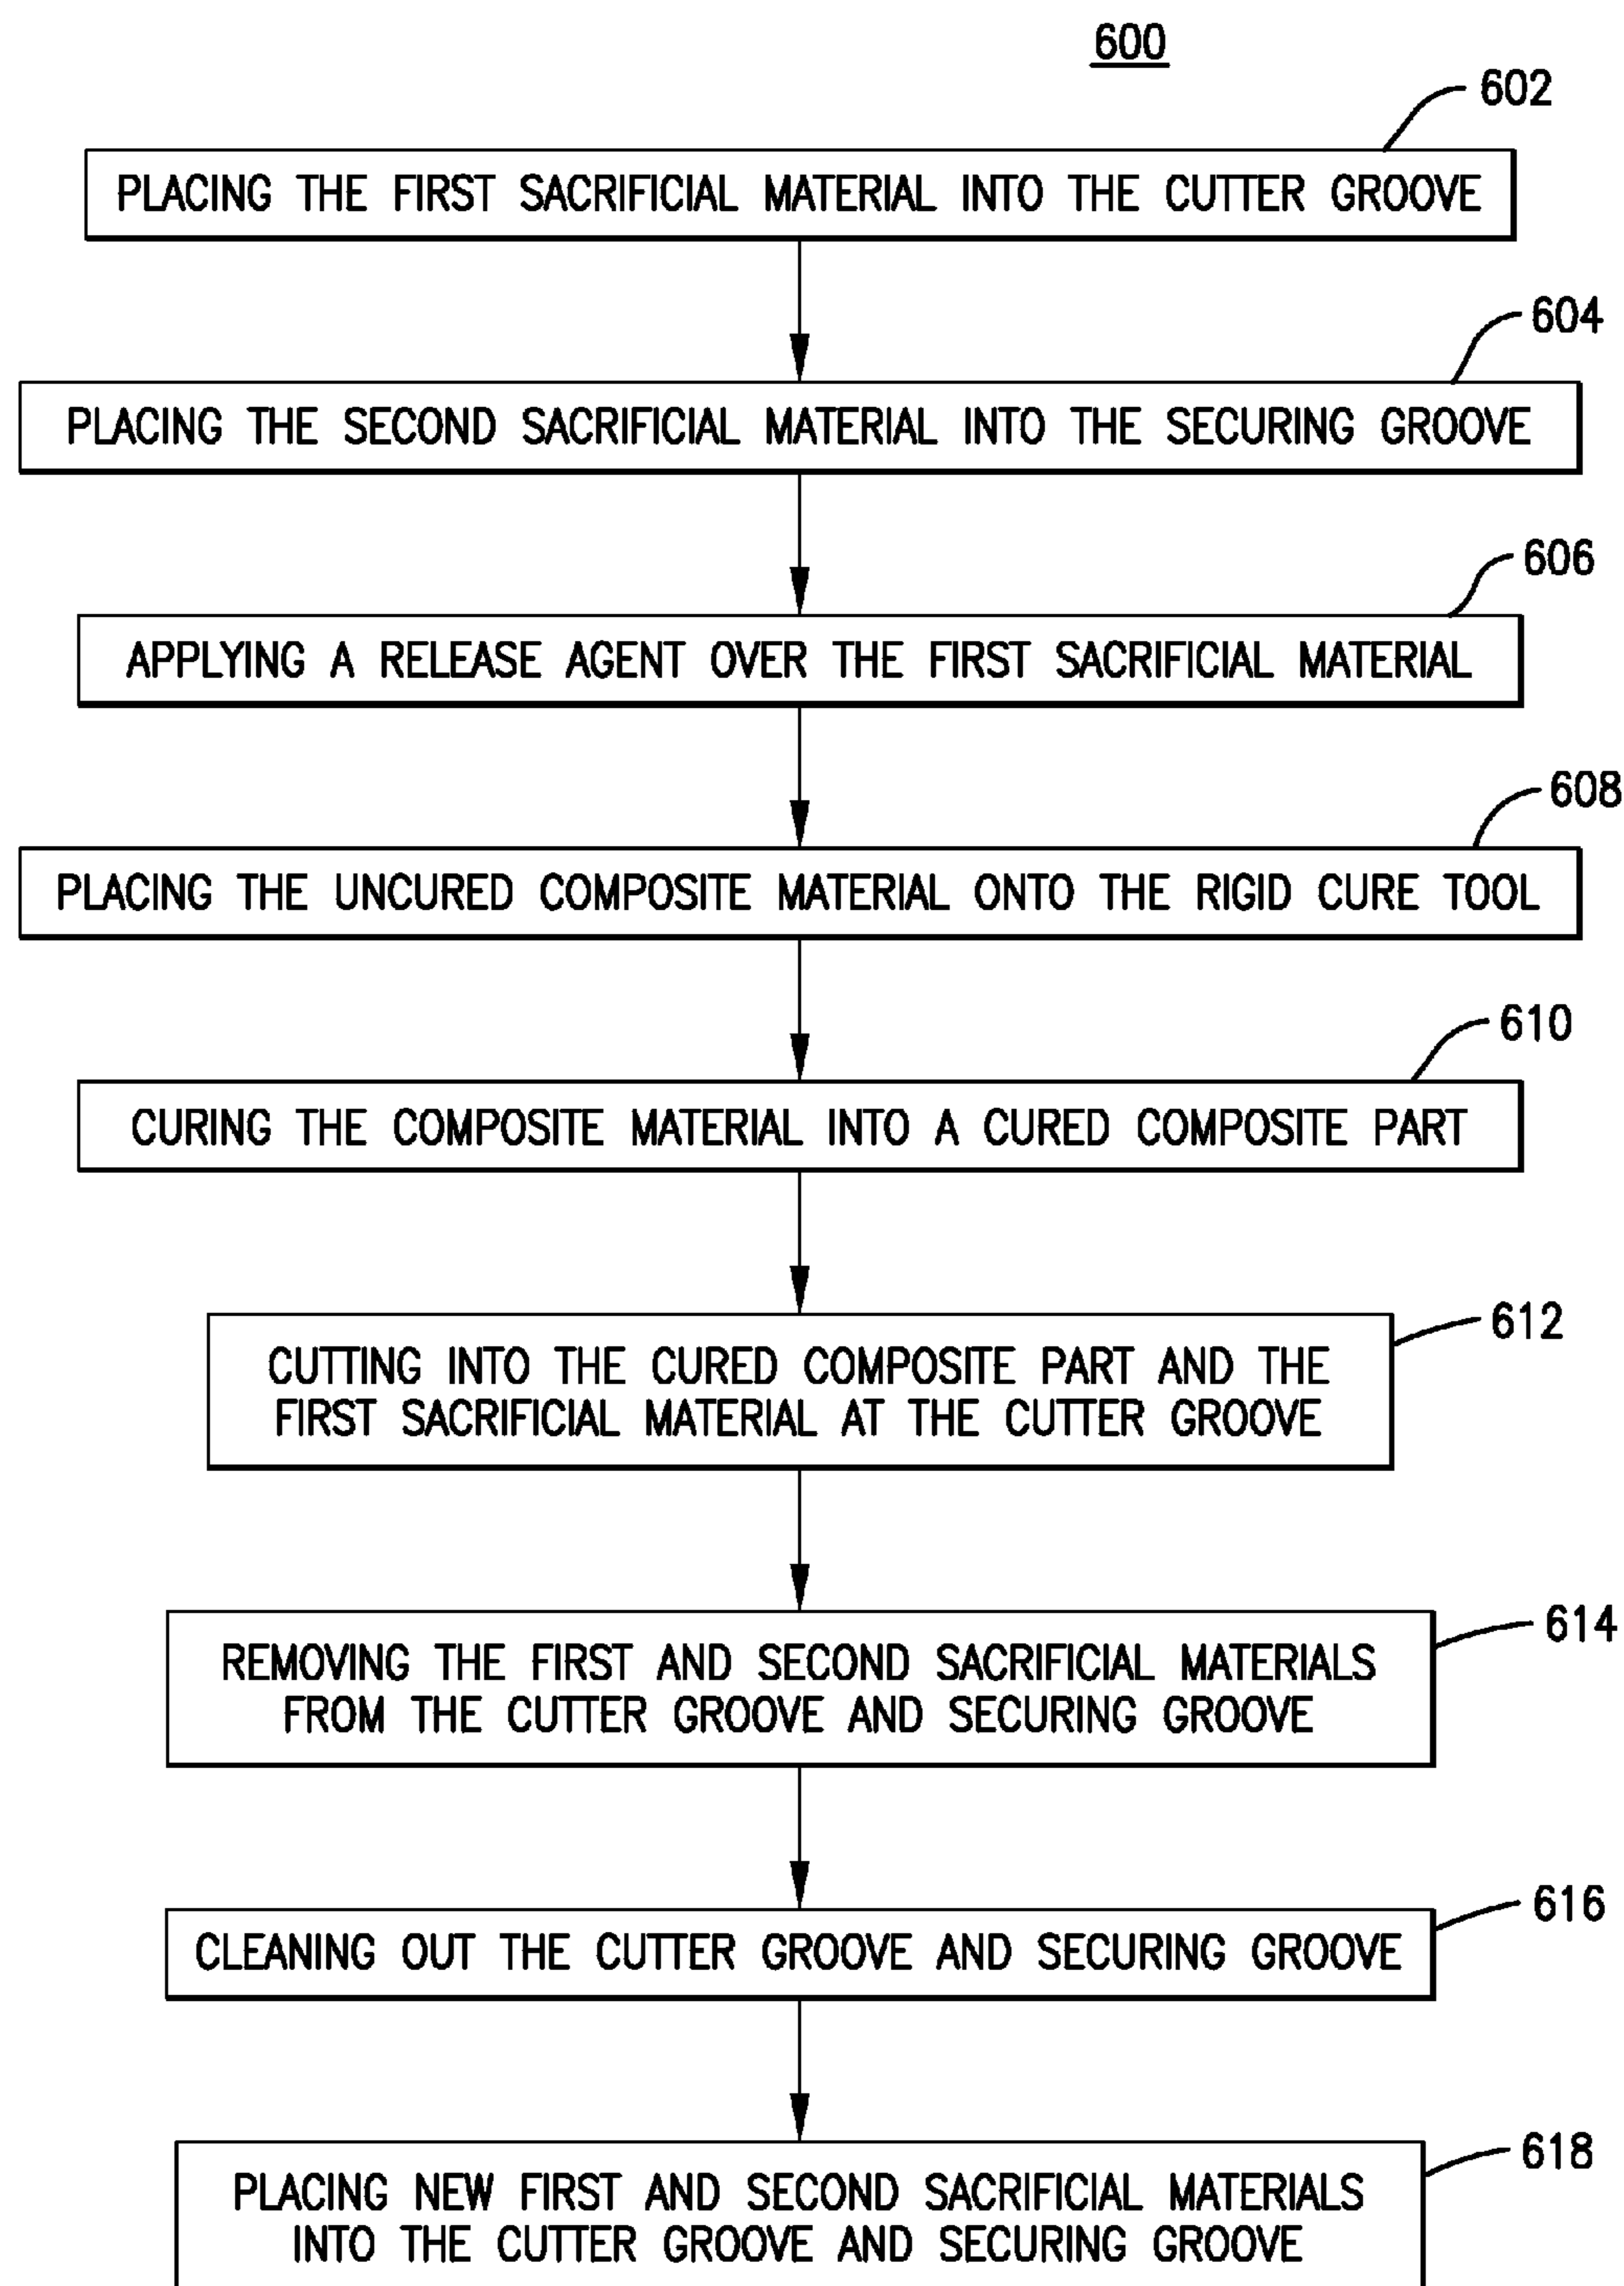 600
602
PLACING THE FIRST SACRIFICIAL MATERIAL INTO THE CUTTER GROOVE
604
PLACING THE SECOND SACRIFICIAL MATERIAL INTO THE SECURING GROOVE
606
APPLYING A RELEASE AGENT OVER THE FIRST SACRIFICIAL MATERIAL
608
PLACING THE UNCURED COMPOSITE MATERIAL ONTO THE RIGID CURE TOOL
610
CURING THE COMPOSITE MATERIAL INTO A CURED COMPOSITE PART
612
CUTTING INTO THE CURED COMPOSITE PART AND THE
FIRST SACRIFICIAL MATERIAL AT THE CUTTER GROOVE
614
REMOVING THE FIRST AND SECOND SACRIFICIAL MATERIALS
FROM THE CUTTER GROOVE AND SECURING GROOVE
616
CLEANING OUT THE CUTTER GROOVE AND SECURING GROOVE
618
PLACING NEW FIRST AND SECOND SACRIFICIAL MATERIALS
INTO THE CUTTER GROOVE AND SECURING GROOVE